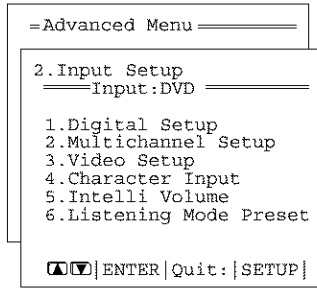 Advanced Menu
2.Input Setup
Input:DVD
1.Digital Setup
2.Multichannel Setup
3.Video Setup
4.Character Input
5.Intelli Volume
6.Listening Mode Preset
▲▼|ENTER|Quit:|SETUP|